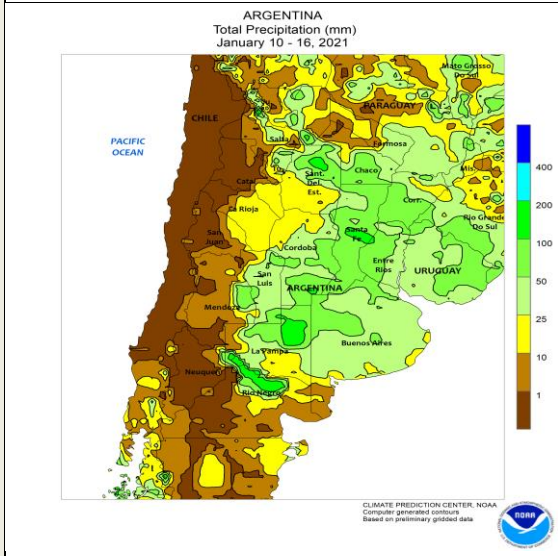 ARGENTINA
Total Precipitation (mm)
January 10 - 16, 2021
Mato Grosso
Do Sul
PARAGUAY
CHILE
PACIFIC
OCEAN
Salta
Formosa
Sant.
Del
Est.
Chaco
Mis.
Cata
La Rioja
Corr.
Rio Grande
Do Sul
Santa
Fe
San
Juan
Cordoba
Entre
Rios
URUGUAY
San
Luis
ARGENTINA
Mendoza
Buenos Aires
La Pampa
Neuquen
Rio Negro
400
200
100
50
25
10
1
CLIMATE PREDICTION CENTER, NOAA
Computer generated contours
Based on preliminary gridded data
NOAA